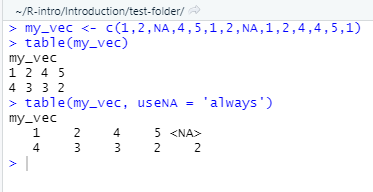 ~/R-intro/Introduction/test-folder/
> my_vec <- c(1,2,NA,4,5,1,2,NA,1,2,4,4,5,1)
> table(my_vec)
my_vec
1 2 4 5
4 3 3 2
> table(my_vec, useNA = 'always')
my_vec
   1    2    4    5 <NA>
   4    3    3    2    2
>